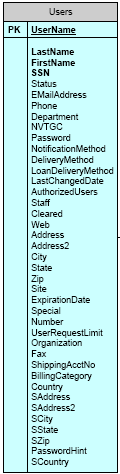 Users
PK UserName
LastName
FirstName
SSN
Status
EMailAddress
Phone
Department
NVTGC
Password
NotificationMethod
DeliveryMethod
LoanDeliveryMethod
LastChangedDate
AuthorizedUsers
Staff
Cleared
Web
Address
Address2
City
State
Zip
Site
ExpirationDate
Special
Number
UserRequestLimit
Organization
Fax
ShippingAcctNo
BillingCategory
Country
SAddress
SAddress2
SCity
SState
SZip
PasswordHint
SCountry